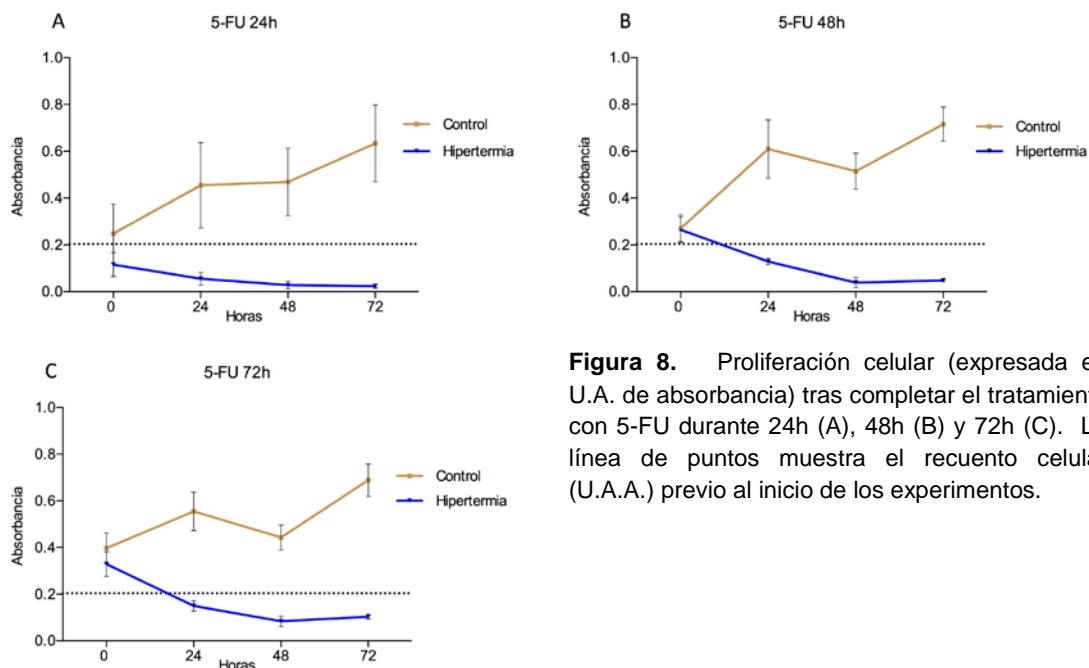 A
5-FU 24h
1.0
0.8
0.6
0.4
0.2
0.0
Absorbancia
0 24 48 72
Horas
Control
Hipertermia
B
5-FU 48h
1.0
0.8
0.6
0.4
0.2
0.0
Absorbancia
0 24 48 72
Horas
Control
Hipertermia
C
5-FU 72h
1.0
0.8
0.6
0.4
0.2
0.0
Absorbancia
0 24 48 72
Horas
Control
Hipertermia
Figura 8. Proliferación celular (expresada e
U.A. de absorbancia) tras completar el tratamient
con 5-FU durante 24h (A), 48h (B) y 72h (C). L
línea de puntos muestra el recuento celula
(U.A.A.) previo al inicio de los experimentos.